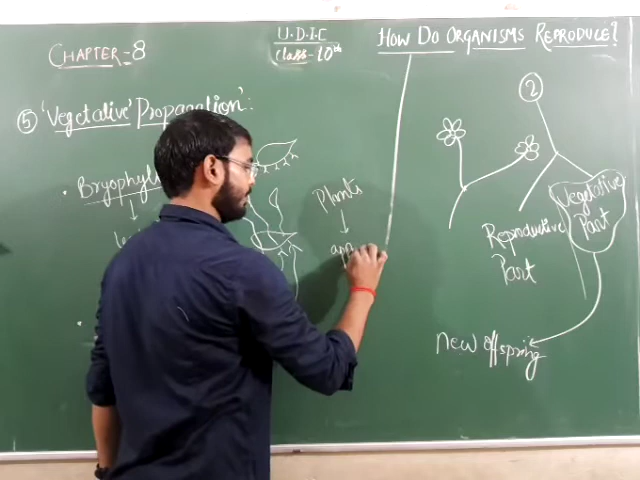 CHAPTER-8
U.D.I.C
Class-10th
HOW DO ORGANISMS REPRODUCE?
⑤ 'Vegetative' Propagation':
Plants
②
Vegetative
Part
Reproductive
Part
New offspring